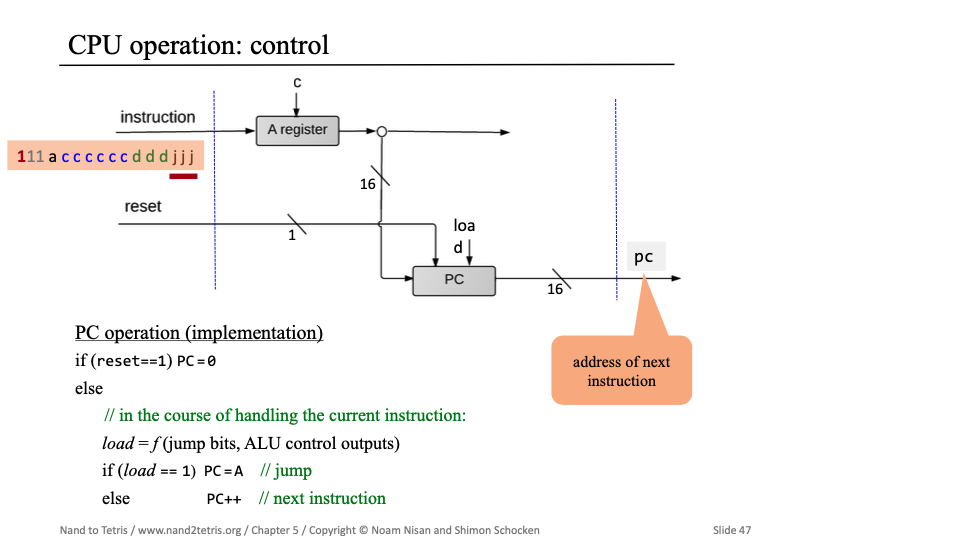 CPU operation: control
c
instruction
A register
111 a c c c c c c d d d j j j
16
reset
1
loa
d
PC
16
pc
address of next
instruction
PC operation (implementation)
if (reset==1) PC=0
else
// in the course of handling the current instruction:
load = f (jump bits, ALU control outputs)
if (load == 1) PC=A // jump
else PC++ // next instruction
Nand to Tetris / www.nand2tetris.org / Chapter 5 / Copyright © Noam Nisan and Shimon Schocken
Slide 47